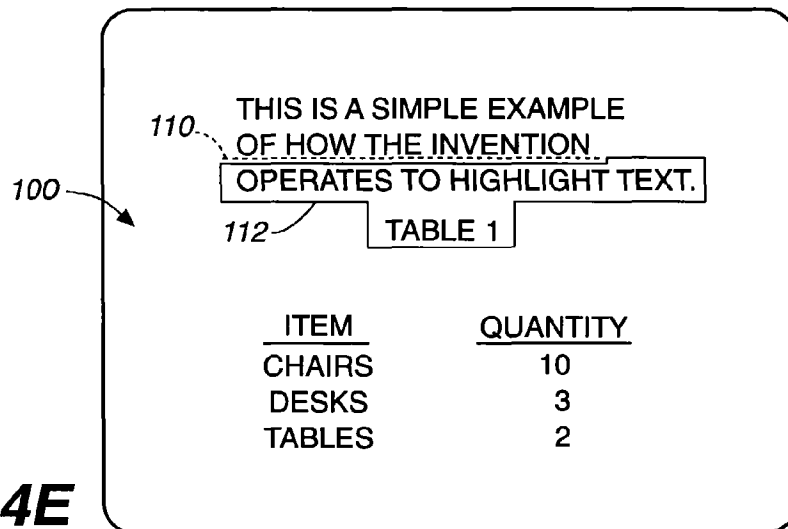 THIS IS A SIMPLE EXAMPLE
110
OF HOW THE INVENTION
100
OPERATES TO HIGHLIGHT TEXT.
112
TABLE 1
ITEM QUANTITY
CHAIRS 10
DESKS 3
TABLES 2
4E